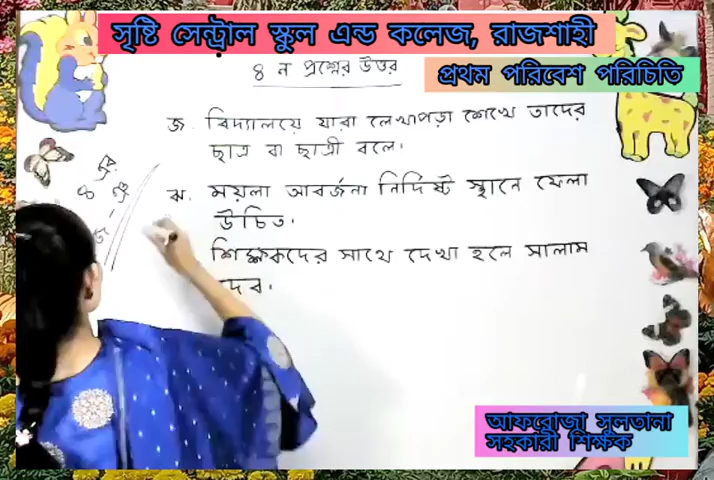 সৃষ্টি সেন্ট্রাল স্কুল এন্ড কলেজ, রাজশাহী
৪ ন প্রশ্নের উত্তর
প্রথম পরিবেশ পরিচিতি
জ. বিদ্যালয়ে যারা লেখাপড়া শেখে তাদের
ছাত্র বা ছাত্রী বলে।
ঝ. ময়লা আবর্জনা নির্দিষ্ট স্থানে ফেলা
উচিত।
শিক্ষকদের সাথে দেখা হলে সালাম
দেব।
আফরোজা সুলতানা
সহকারী শিক্ষক